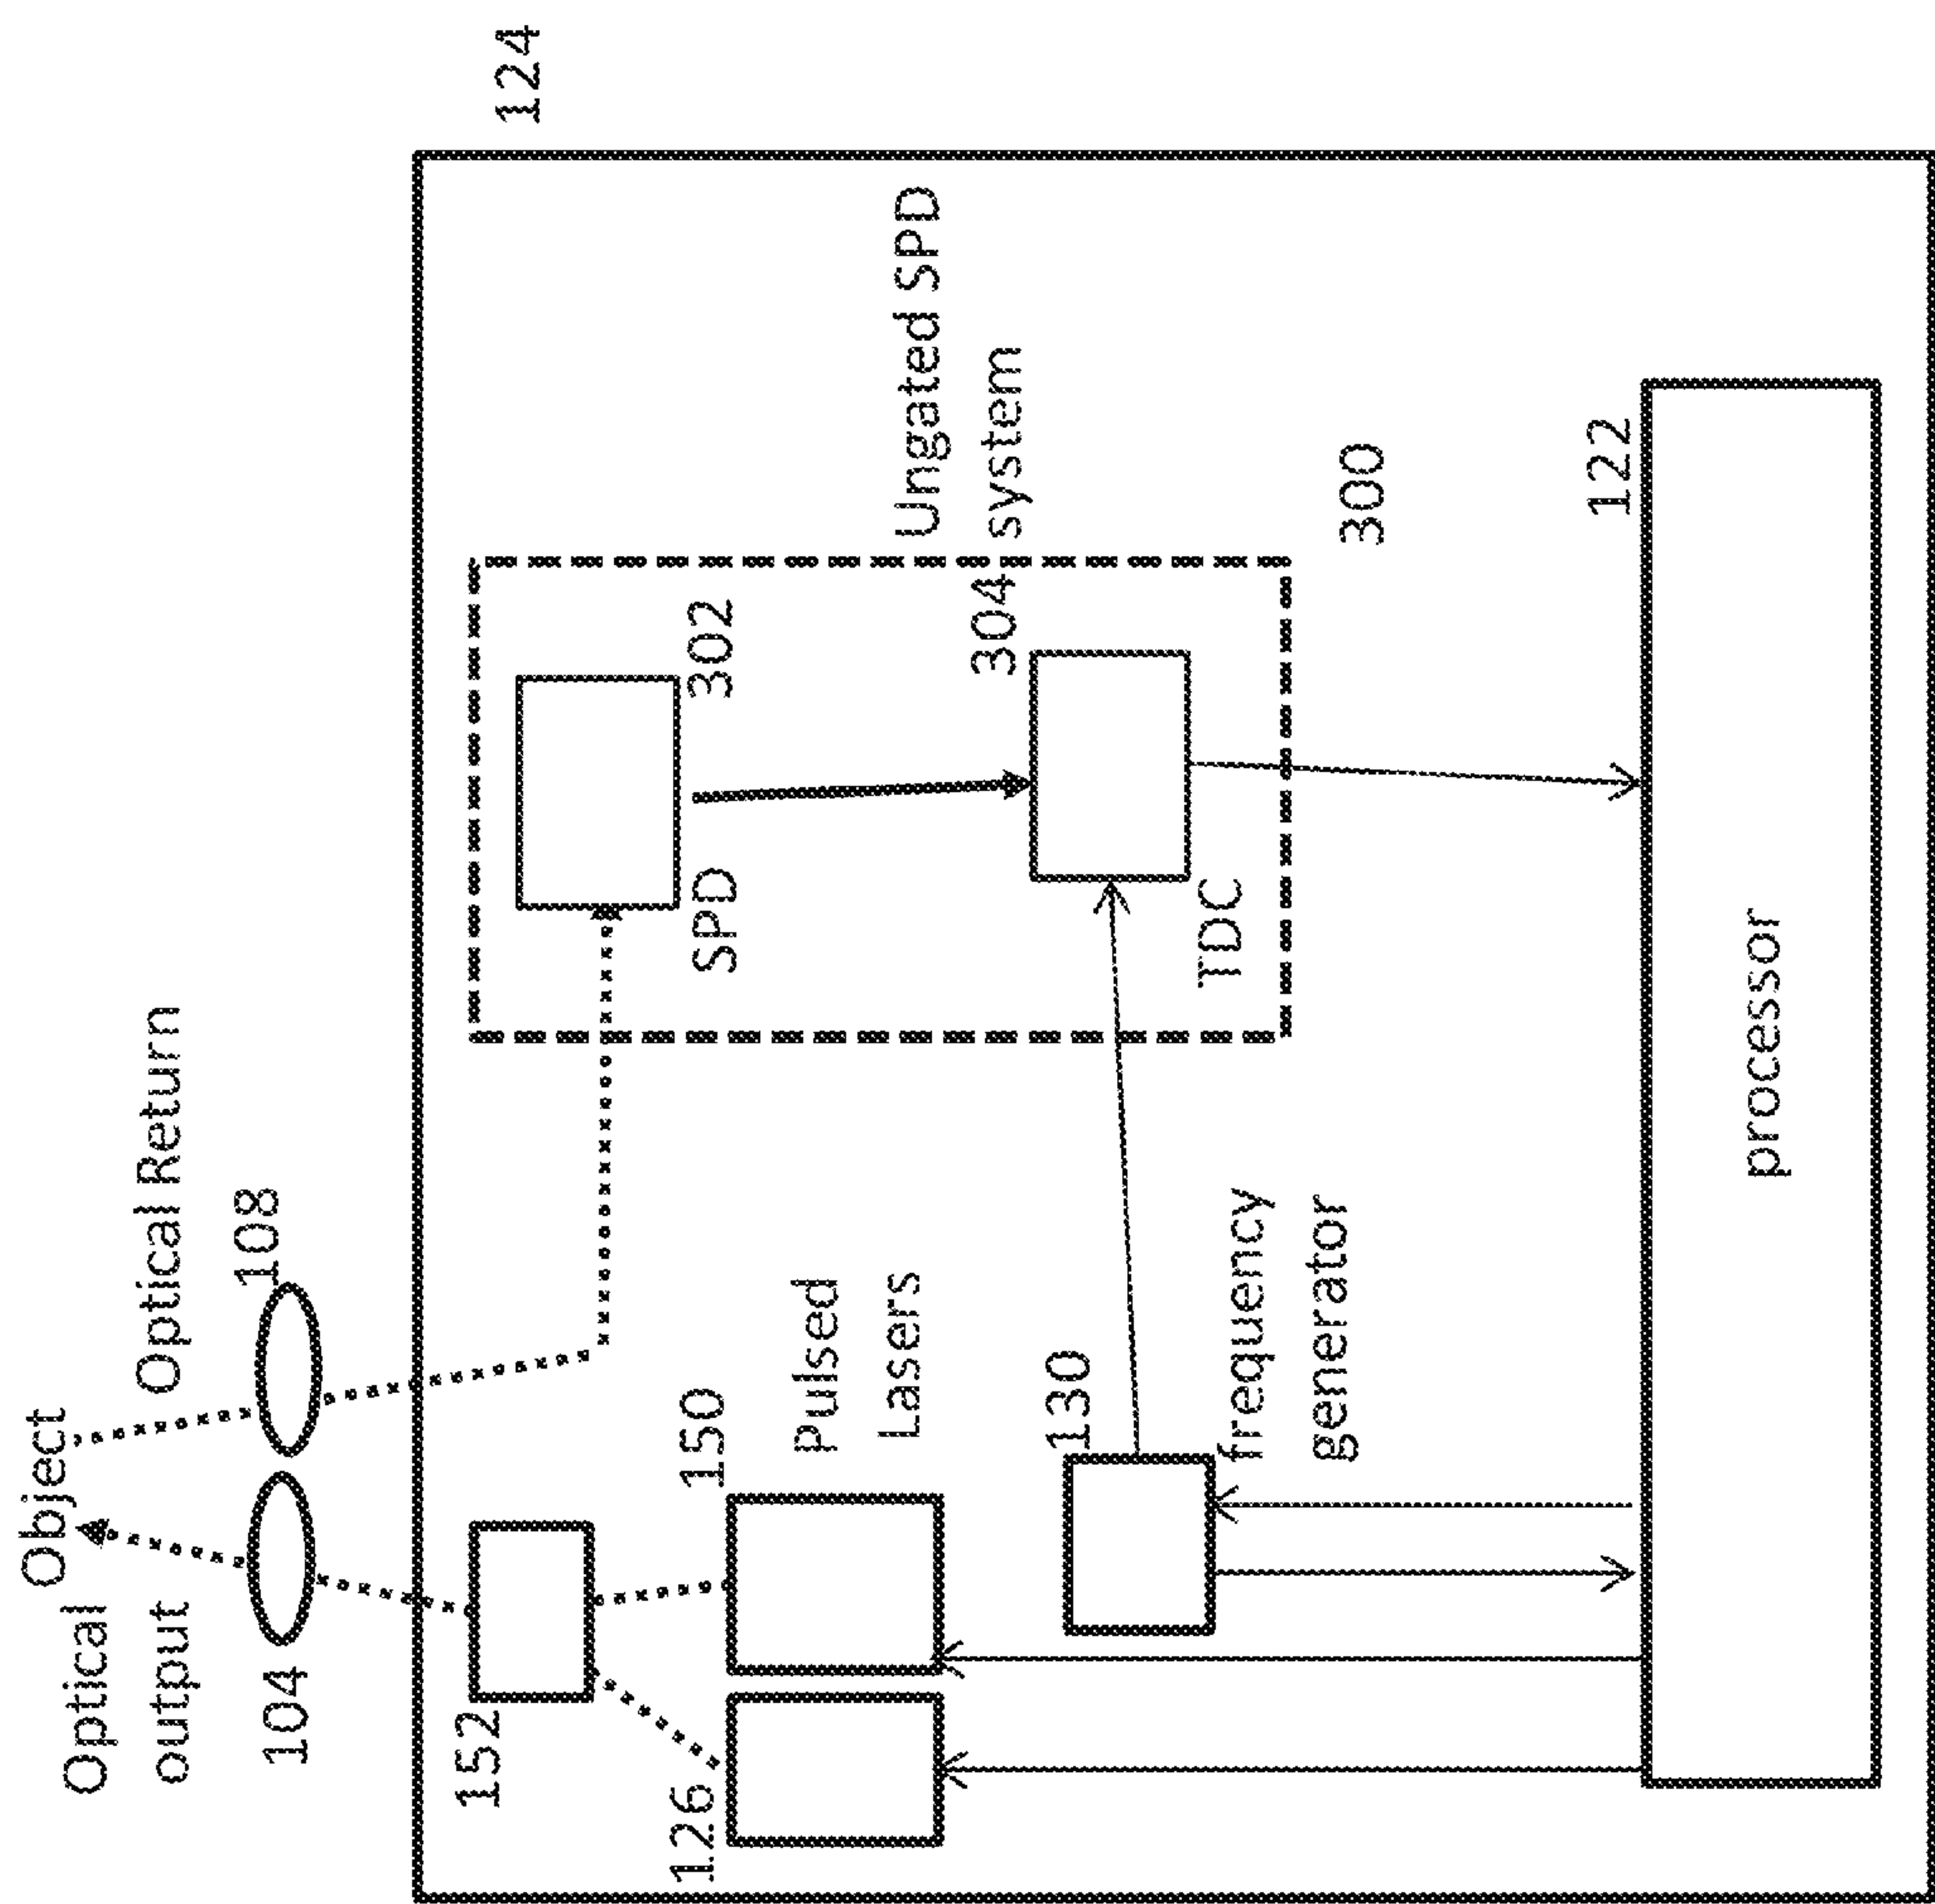 Object
Optical
output
Optical Return
104
108
124
152
126
150
Pulsed
Lasers
130
frequency
generator
SPD
302
304
TDC
Ungated SPD
system
300
122
processor